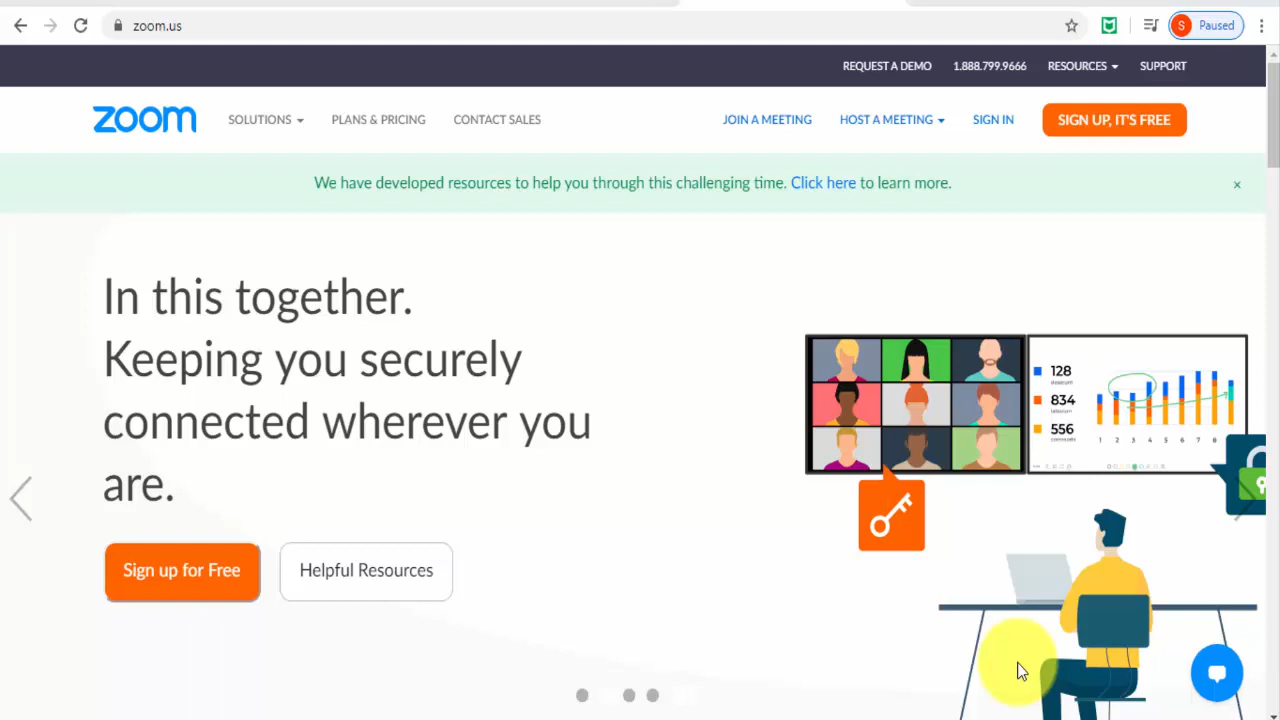 zoom.us
S Paused
REQUEST A DEMO 1.888.799.9666 RESOURCES SUPPORT
zoom SOLUTIONS PLANS & PRICING CONTACT SALES JOIN A MEETING HOST A MEETING SIGN IN SIGN UP, IT'S FREE
We have developed resources to help you through this challenging time. Click here to learn more. ×
In this together.
Keeping you securely
connected wherever you
are.
128
834
556
1 2 3 4 5 6 7 8
Sign up for Free Helpful Resources